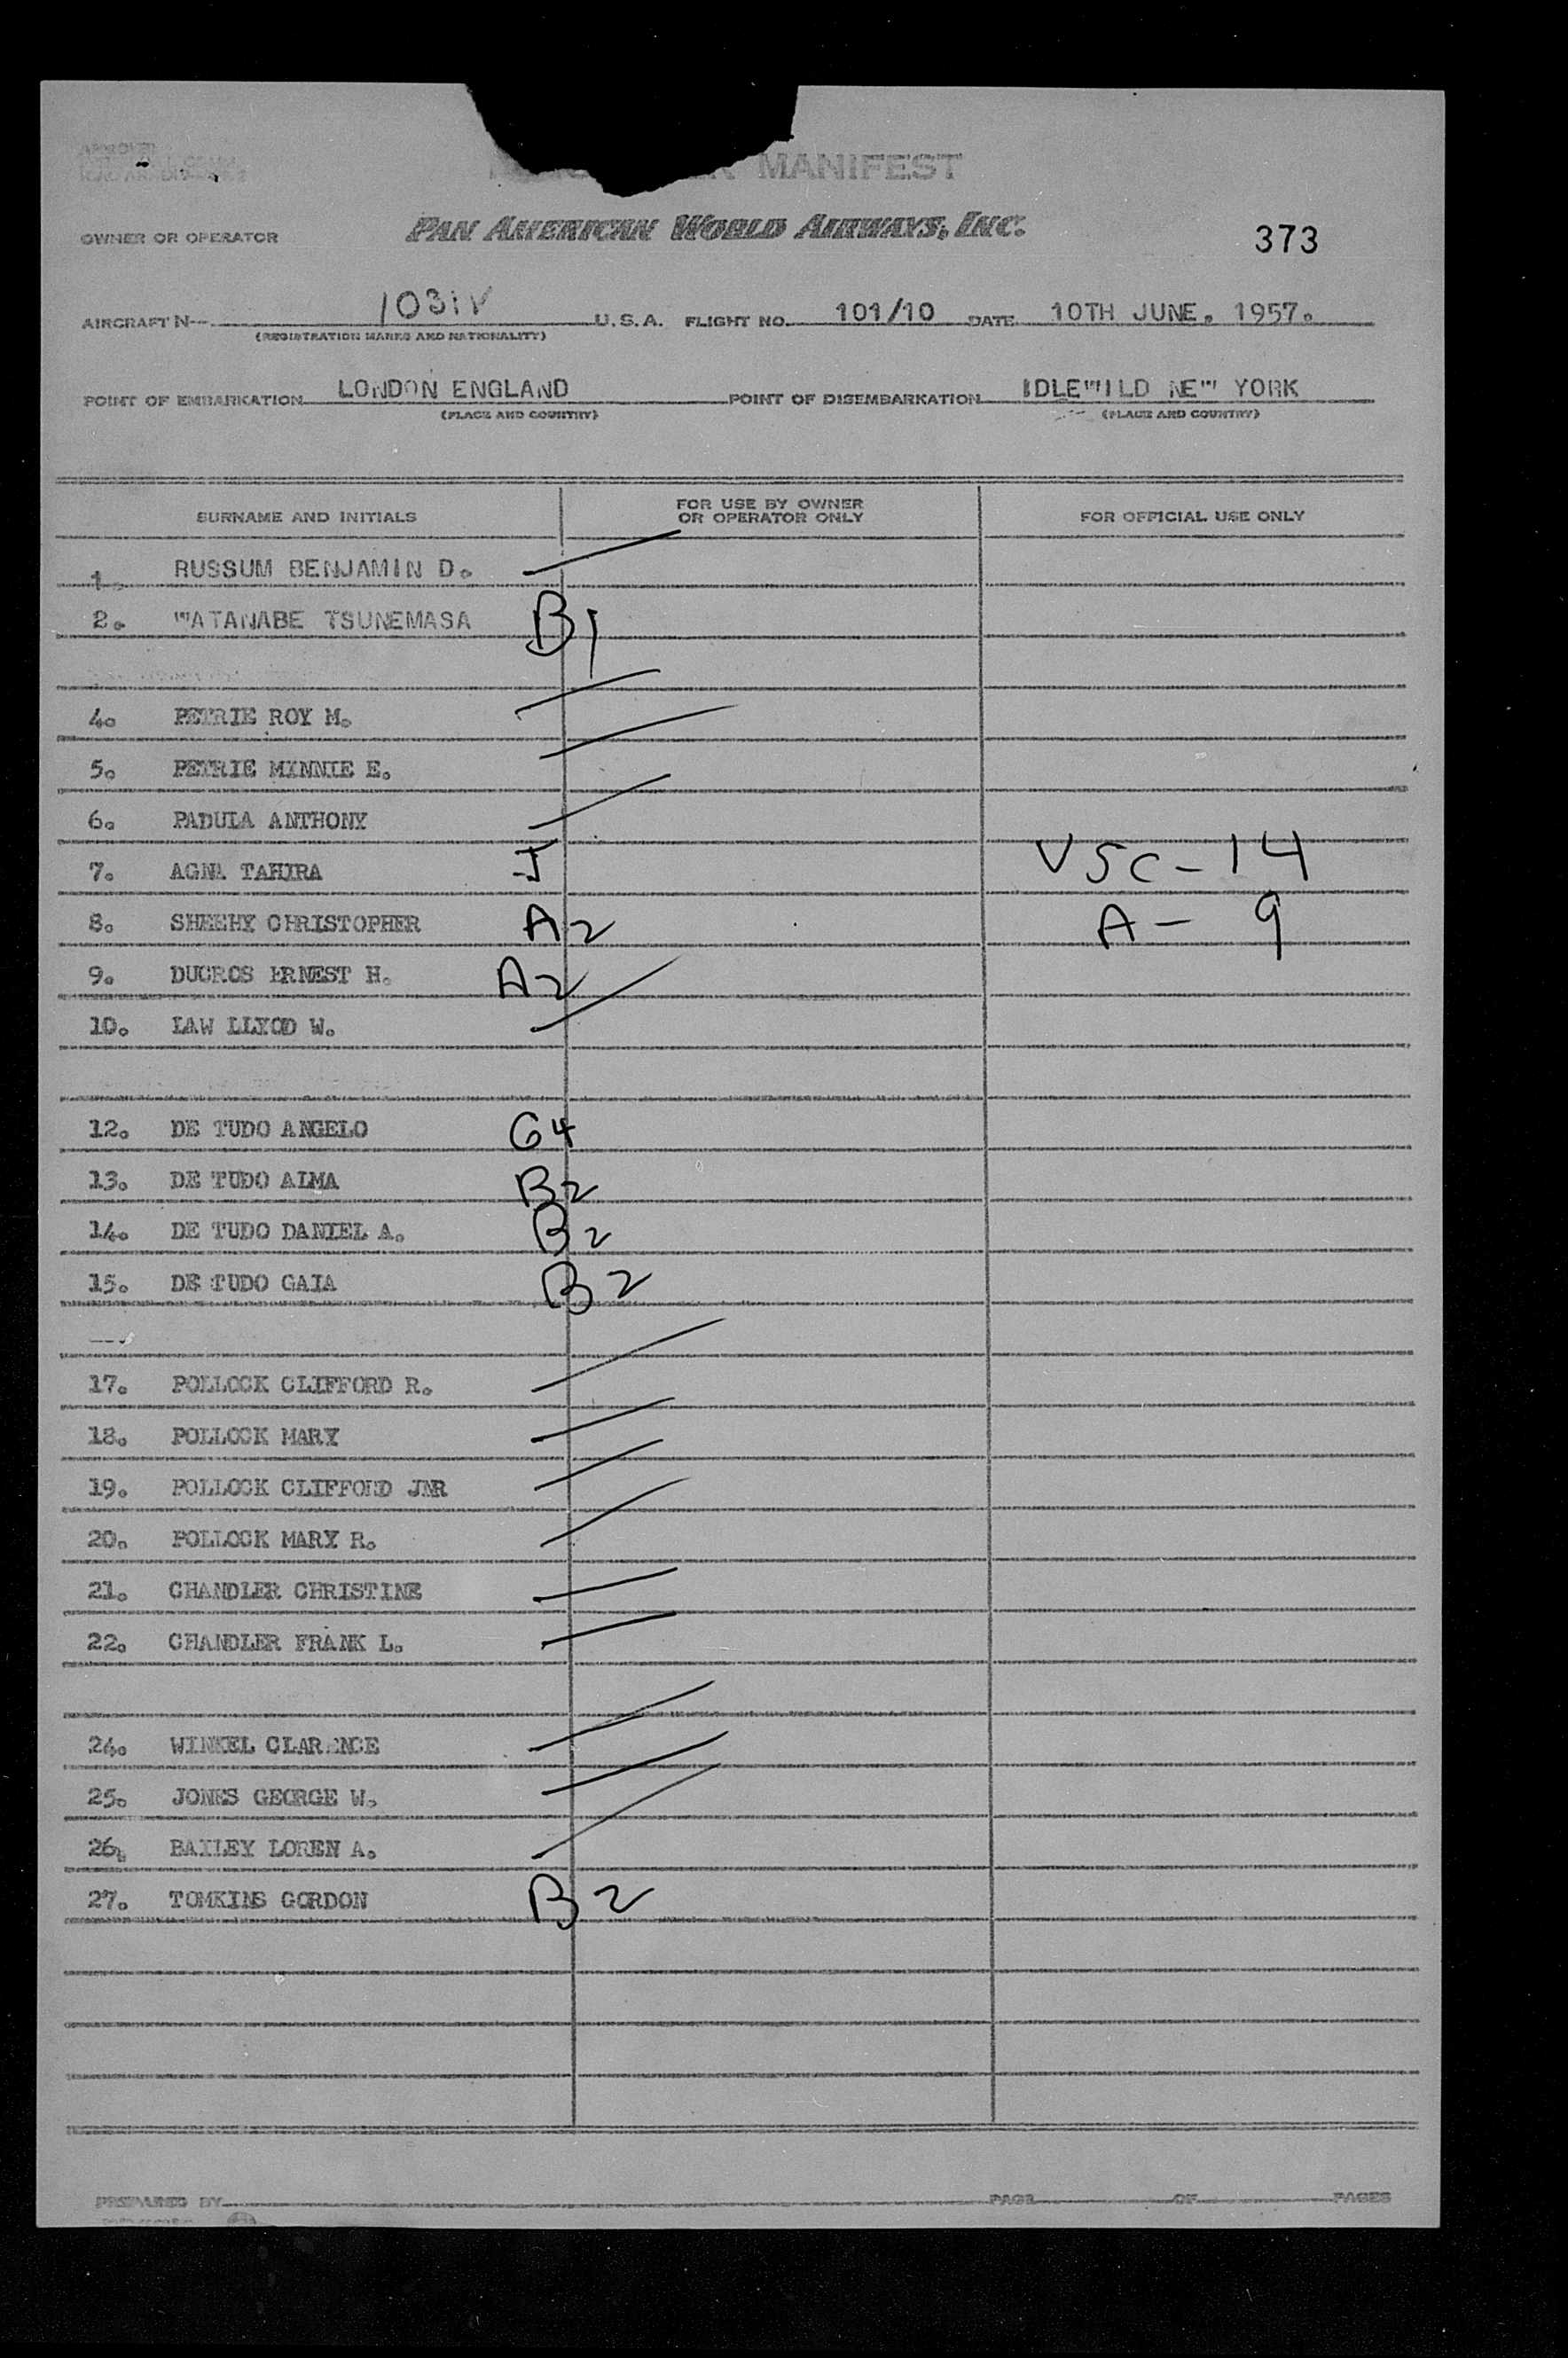 APPROVED
MANIFEST
OWNER OR OPERATOR PAN AMERICAN WORLD AIRWAYS, INC. 373
AIRCRAFT N- 1031V U.S.A. FLIGHT NO. 101/10 DATE 10TH JUNE. 1957.
(REGISTRATION MARKS AND NATIONALITY)
POINT OF EMBARKATION LONDON ENGLAND POINT OF DISEMBARKATION IDLEWILD NEW YORK
(PLACE AND COUNTRY) (PLACE AND COUNTRY)
SURNAME AND INITIALS FOR USE BY OWNER OR OPERATOR ONLY FOR OFFICIAL USE ONLY
1. RUSSUM BENJAMIN D.
2. WATANABE TSUNEMASA B1
4. PETRIE ROY M.
5. PETRIE MINNIE E.
6. PADULA ANTHONY
7. AGNA TAHIRA J VSC-14
8. SHEEHY CHRISTOPHER A2 A-9
9. DUCROS ERNEST H. A2
10. LAW LLYOD W.
12. DE TUDO ANGELO G4
13. DE TUDO ALMA B2
14. DE TUDO DANIEL A. B2
15. DE TUDO GAIA B2
17. POLLOCK CLIFFORD R.
18. POLLOCK MARY
19. POLLOCK CLIFFORD JNR
20. POLLOCK MARY R.
21. CHANDLER CHRISTINE
22. CHANDLER FRANK L.
24. WINKEL CLARENCE
25. JONES GEORGE W.
26. BAILEY LOREN A.
27. TOMKINS GORDON B2
PREPARED BY PAGE OF PAGES